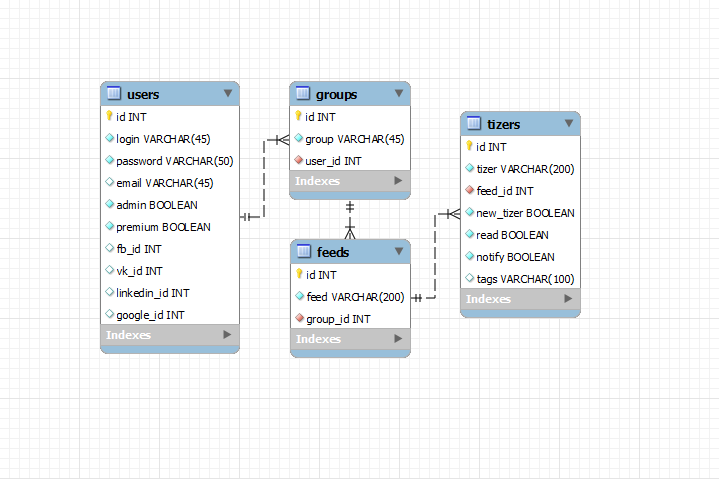 users
id INT
login VARCHAR(45)
password VARCHAR(50)
email VARCHAR(45)
admin BOOLEAN
premium BOOLEAN
fb_id INT
vk_id INT
linkedin_id INT
google_id INT
Indexes
groups
id INT
group VARCHAR(45)
user_id INT
Indexes
feeds
id INT
feed VARCHAR(200)
group_id INT
Indexes
tizers
id INT
tizer VARCHAR(200)
feed_id INT
new_tizer BOOLEAN
read BOOLEAN
notify BOOLEAN
tags VARCHAR(100)
Indexes